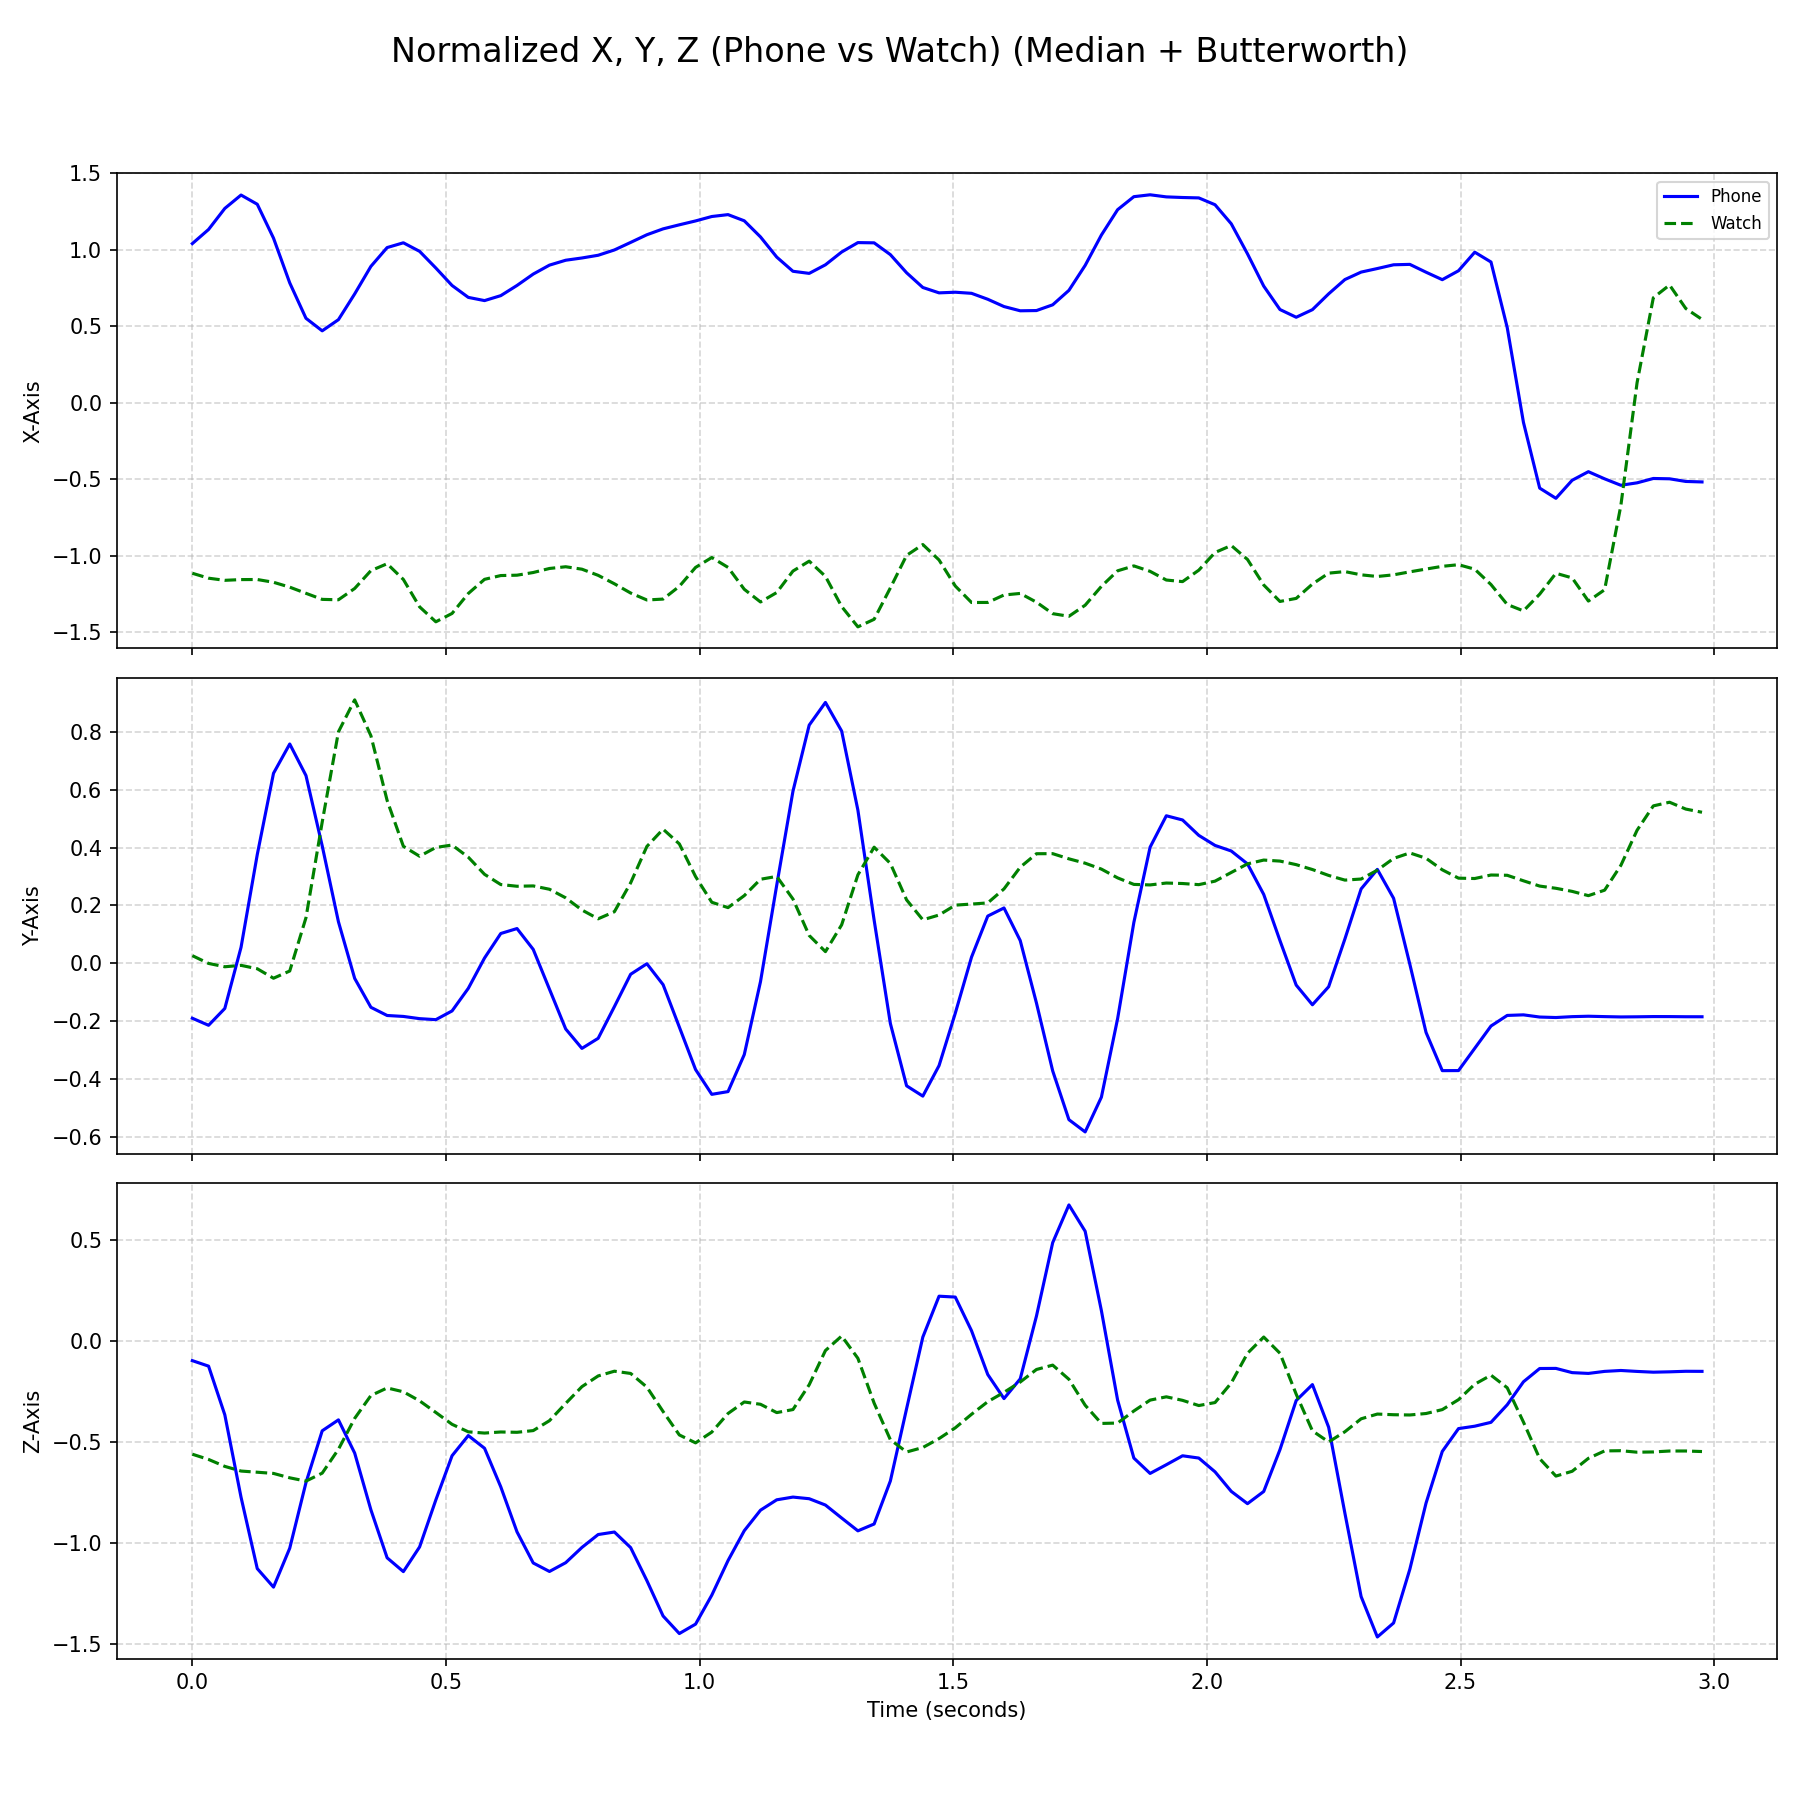 Normalized X, Y, Z (Phone vs Watch) (Median + Butterworth)
1.5
1.0
0.5
0.0
−0.5
−1.0
−1.5
X-Axis
Phone
Watch
0.8
0.6
0.4
0.2
0.0
−0.2
−0.4
−0.6
Y-Axis
0.5
0.0
−0.5
−1.0
−1.5
Z-Axis
0.0 0.5 1.0 1.5 2.0 2.5 3.0
Time (seconds)